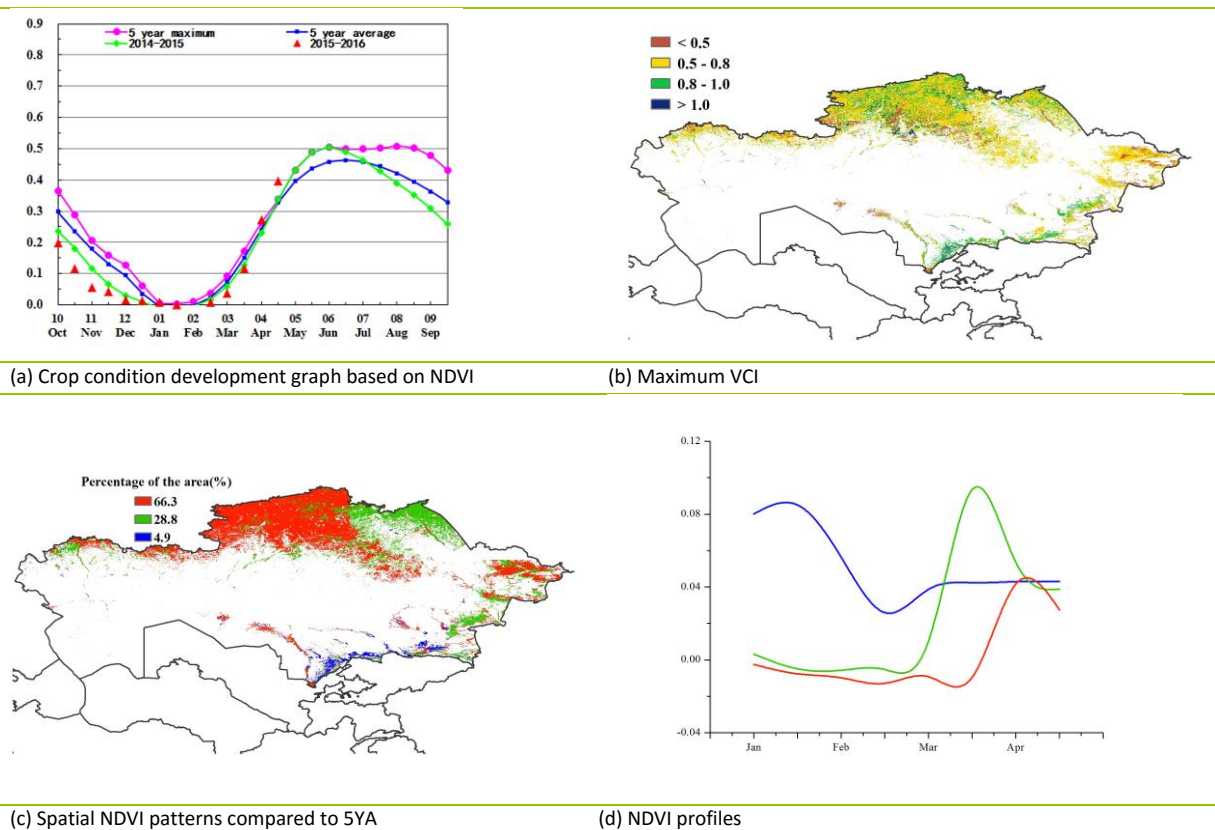 0.9
0.8
0.7
0.6
0.5
0.4
0.3
0.2
0.1
0.0
5 year maximum
5 year average
2014-2015
2015-2016
10 11 12 01 02 03 04 05 06 07 08 09
Oct Nov Dec Jan Feb Mar Apr May Jun Jul Aug Sep
< 0.5
0.5 - 0.8
0.8 - 1.0
> 1.0
(a) Crop condition development graph based on NDVI
(b) Maximum VCI
Percentage of the area(%)
66.3
28.8
4.9
0.12
0.08
0.04
0.00
-0.04
Jan Feb Mar Apr
(c) Spatial NDVI patterns compared to 5YA
(d) NDVI profiles